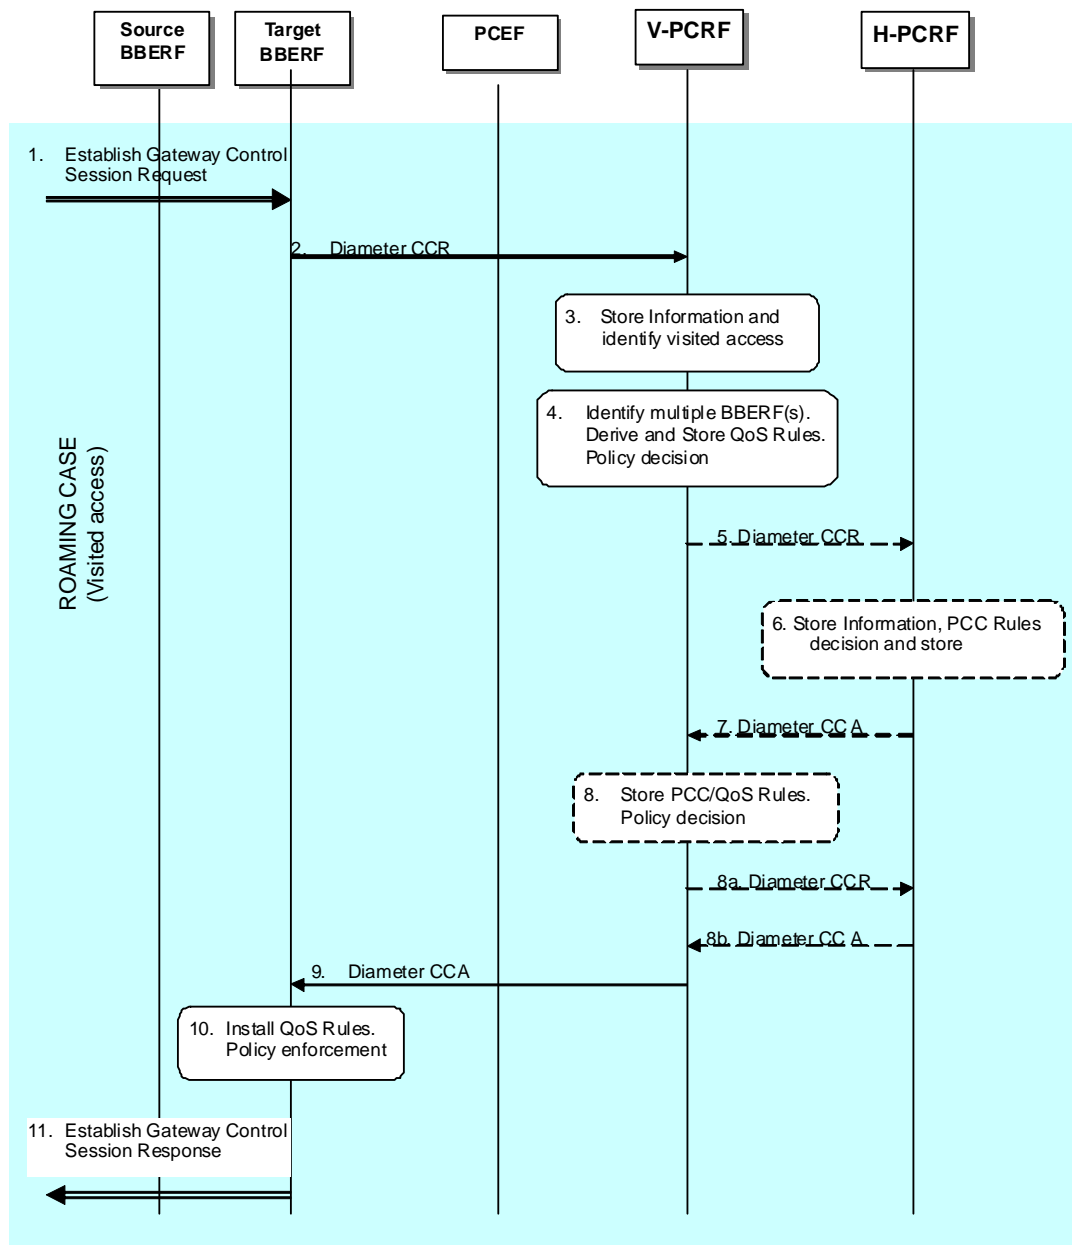 Source
BBERF
Target
BBERF
PCEF
V-PCRF
H-PCRF
1. Establish Gateway Control
Session Request
2. Diameter CCR
3. Store Information and
identify visited access
4. Identify multiple BBERF(s).
Derive and Store QoS Rules.
Policy decision
ROAMING CASE
(Visited access)
5. Diameter CCR
6. Store Information, PCC Rules
decision and store
7. Diameter CCA
8. Store PCC/QoS Rules.
Policy decision
8a. Diameter CCR
8b. Diameter CCA
9. Diameter CCA
10. Install QoS Rules.
Policy enforcement
11. Establish Gateway Control
Session Response